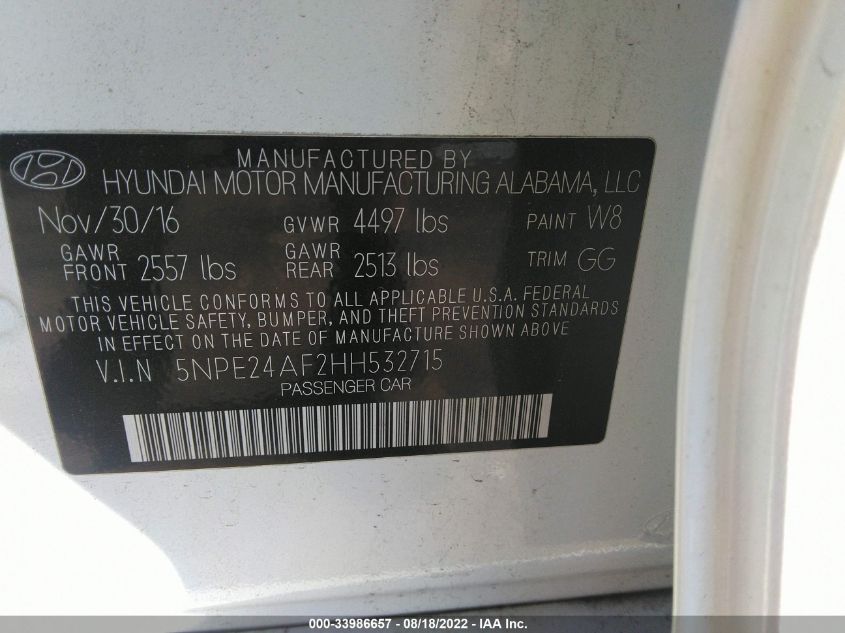 MANUFACTURED BY
HYUNDAI MOTOR MANUFACTURING ALABAMA, LLC
Nov/30/16 GVWR 4497 lbs PAINT W8
GAWR FRONT 2557 lbs GAWR REAR 2513 lbs TRIM GG
THIS VEHICLE CONFORMS TO ALL APPLICABLE U.S.A. FEDERAL
MOTOR VEHICLE SAFETY, BUMPER, AND THEFT PREVENTION STANDARDS
IN EFFECT ON THE DATE OF MANUFACTURE SHOWN ABOVE
V.I.N 5NPE24AF2HH532715
PASSENGER CAR
000-33986657 - 08/18/2022 - IAA Inc.